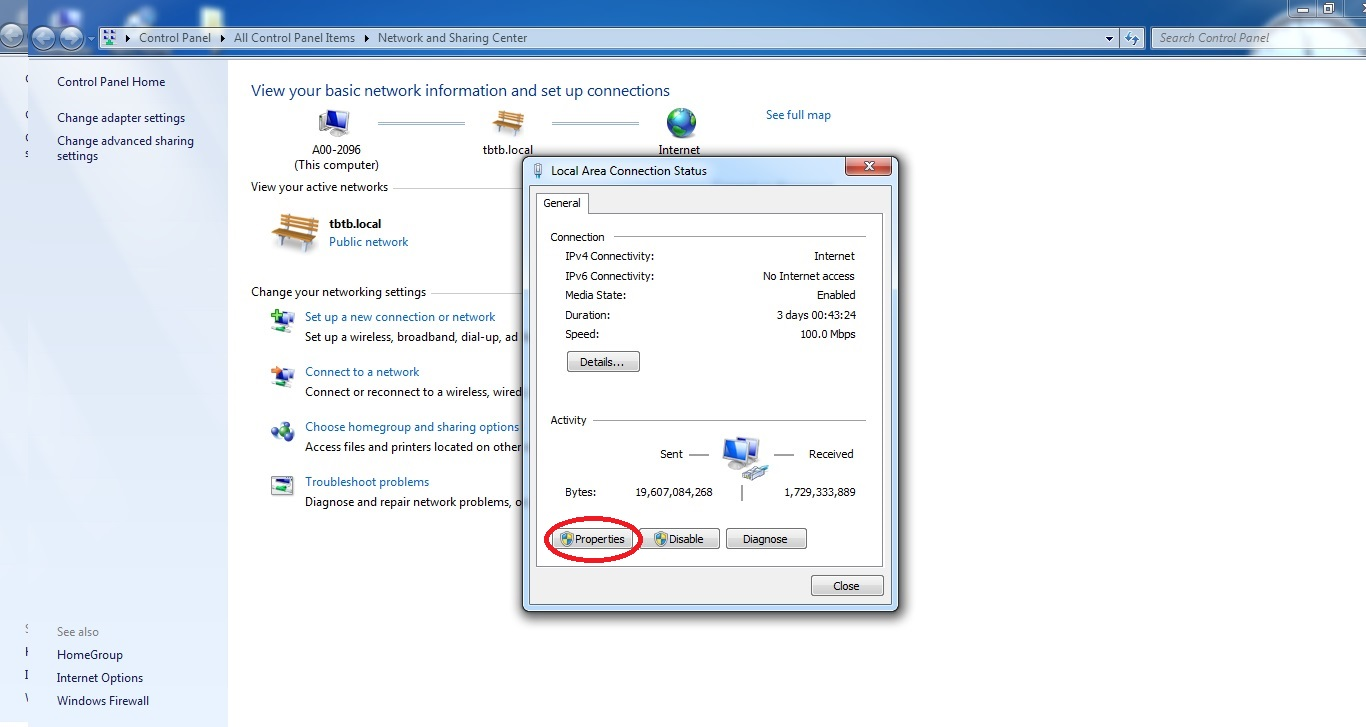 Control Panel
All Control Panel Items
Network and Sharing Center
Search Control Panel
Control Panel Home
Change adapter settings
Change advanced sharing
settings
See also
HomeGroup
Internet Options
Windows Firewall
View your basic network information and set up connections
See full map
A00-2096
(This computer)
tbtb.local
Internet
View your active networks
tbtb.local
Public network
Change your networking settings
Set up a new connection or network
Set up a wireless, broadband, dial-up, ad
Connect to a network
Connect or reconnect to a wireless, wired
Choose homegroup and sharing options
Access files and printers located on other
Troubleshoot problems
Diagnose and repair network problems, o
Local Area Connection Status
General
Connection
IPv4 Connectivity: Internet
IPv6 Connectivity: No Internet access
Media State: Enabled
Duration: 3 days 00:43:24
Speed: 100.0 Mbps
Details...
Activity
Sent Received
Bytes: 19,607,084,268 1,729,333,889
Properties Disable Diagnose
Close